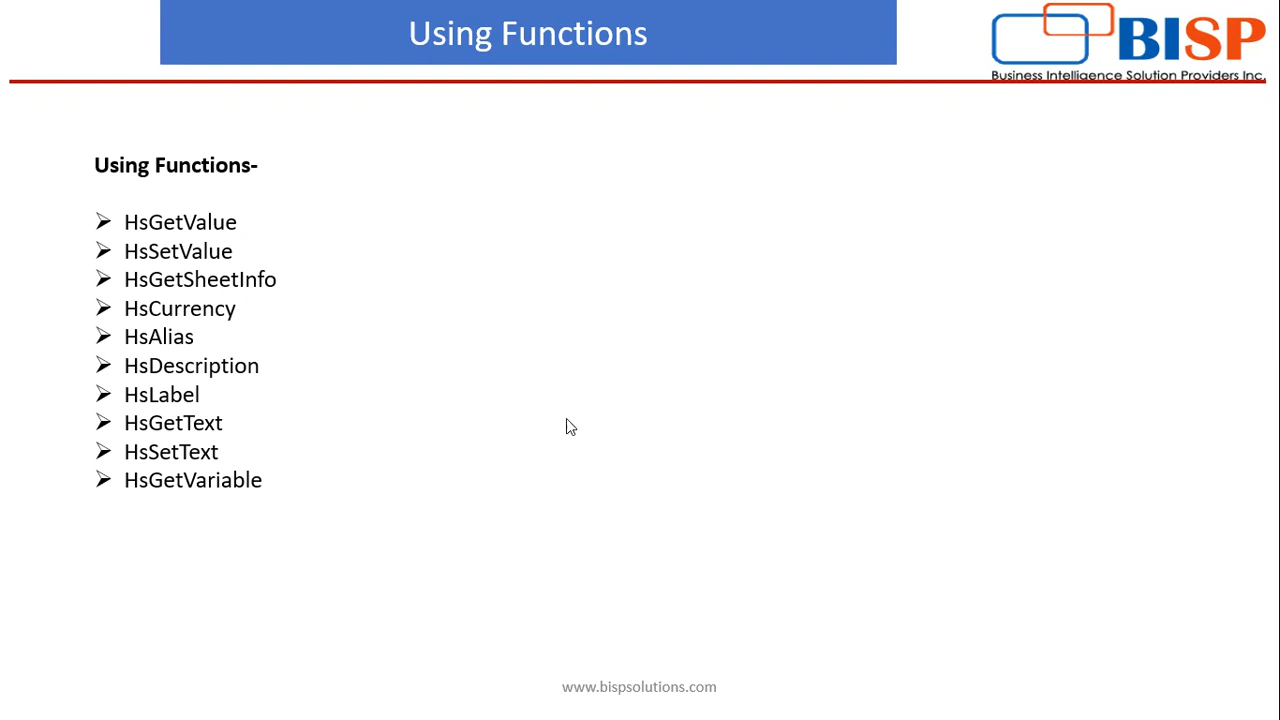 Using Functions
BISP
Business Intelligence Solution Providers Inc.
Using Functions-
➢ HsGetValue
➢ HsSetValue
➢ HsGetSheetInfo
➢ HsCurrency
➢ HsAlias
➢ HsDescription
➢ HsLabel
➢ HsGetText
➢ HsSetText
➢ HsGetVariable
www.bispsolutions.com